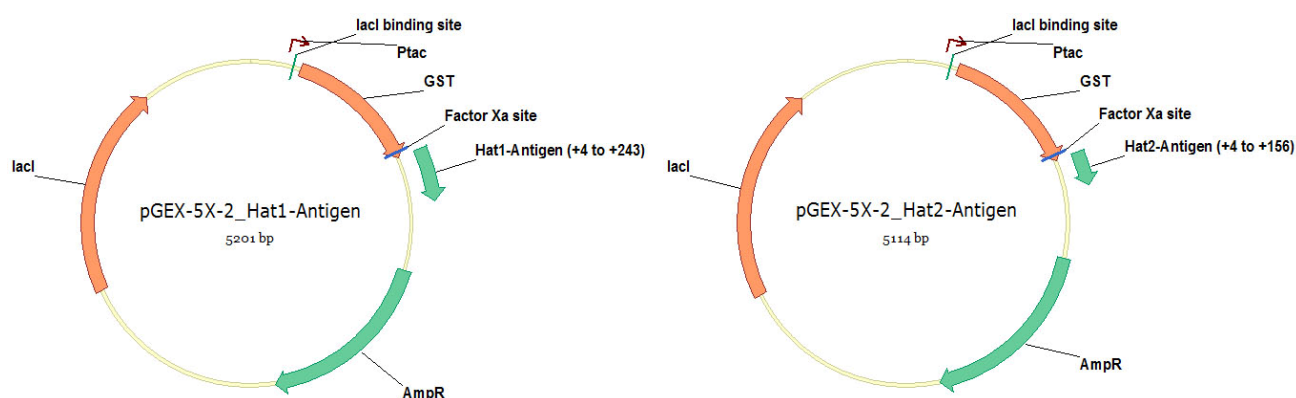 lacI binding site
Ptac
GST
Factor Xa site
Hat1-Antigen (+4 to +243)
lacI
pGEX-5X-2_Hat1-Antigen
5201 bp
AmpR
lacI binding site
Ptac
GST
Factor Xa site
Hat2-Antigen (+4 to +156)
lacI
pGEX-5X-2_Hat2-Antigen
5114 bp
AmpR